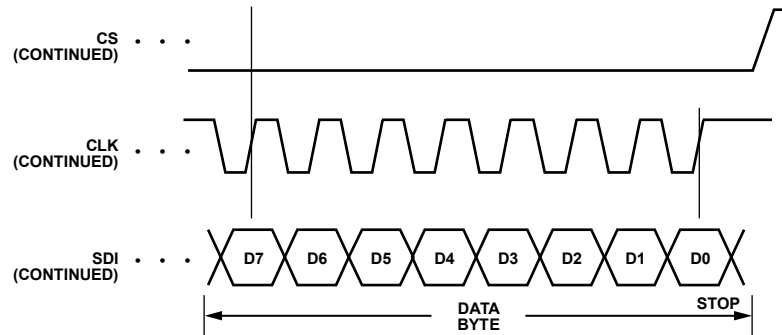 CS
(CONTINUED)
CLK
(CONTINUED)
SDI
(CONTINUED)
D7 D6 D5 D4 D3 D2 D1 D0
STOP
DATA
BYTE